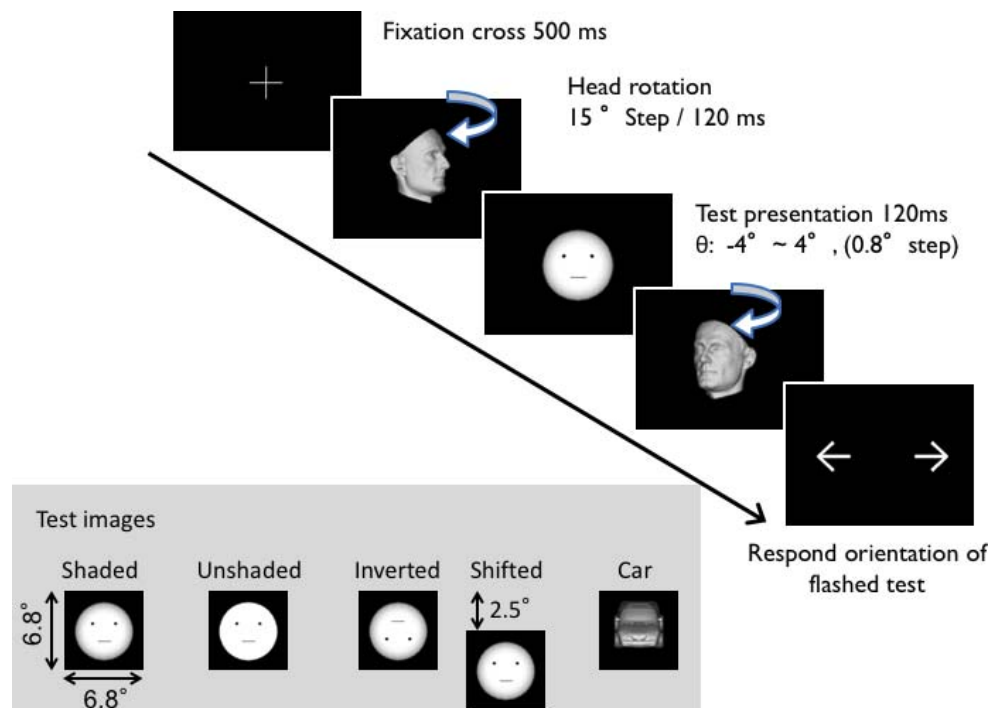 Fixation cross 500 ms
Head rotation
15 ° Step / 120 ms
Test presentation 120ms
θ: -4° ~ 4° , (0.8° step)
Respond orientation of
flashed test
Test images
Shaded
Unshaded
Inverted
Shifted
Car
6.8°
2.5°
6.8°